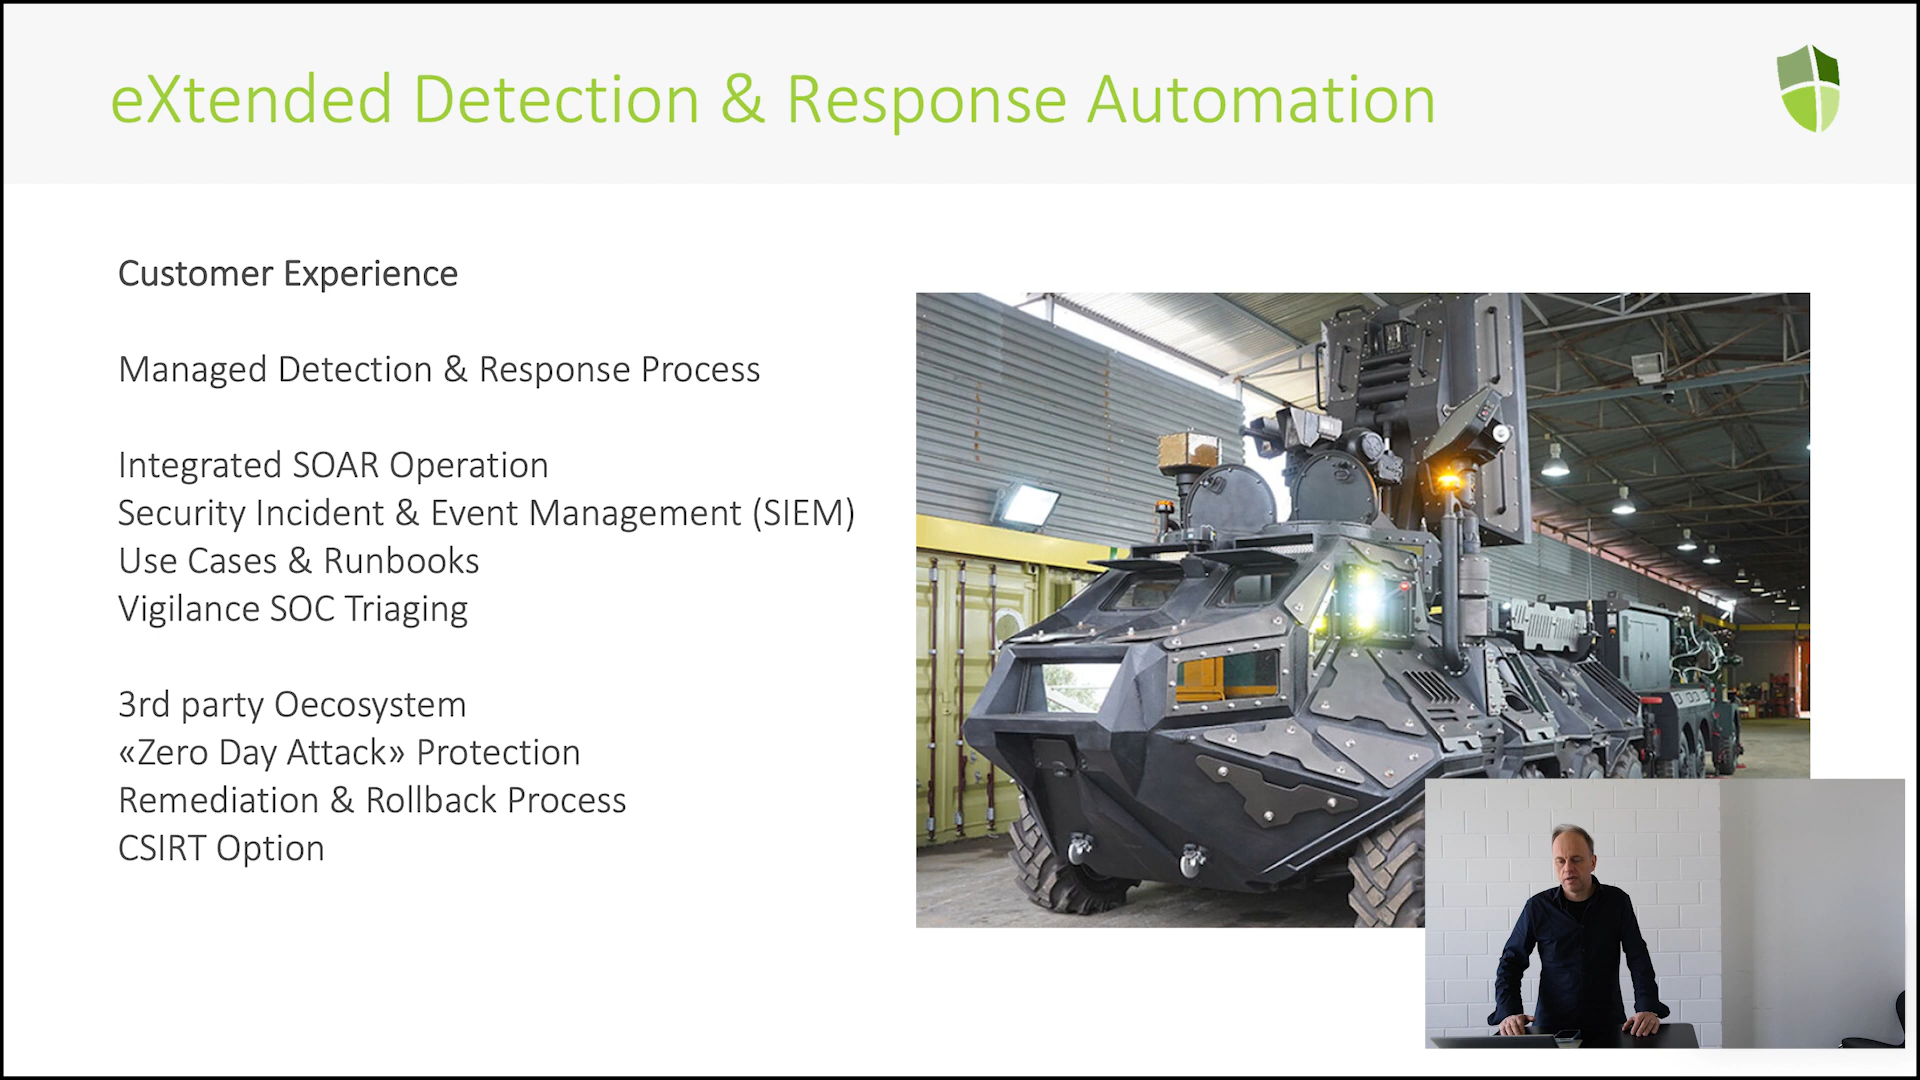 eXtended Detection & Response Automation
Customer Experience
Managed Detection & Response Process
Integrated SOAR Operation
Security Incident & Event Management (SIEM)
Use Cases & Runbooks
Vigilance SOC Triaging
3rd party Oecosystem
«Zero Day Attack» Protection
Remediation & Rollback Process
CSIRT Option